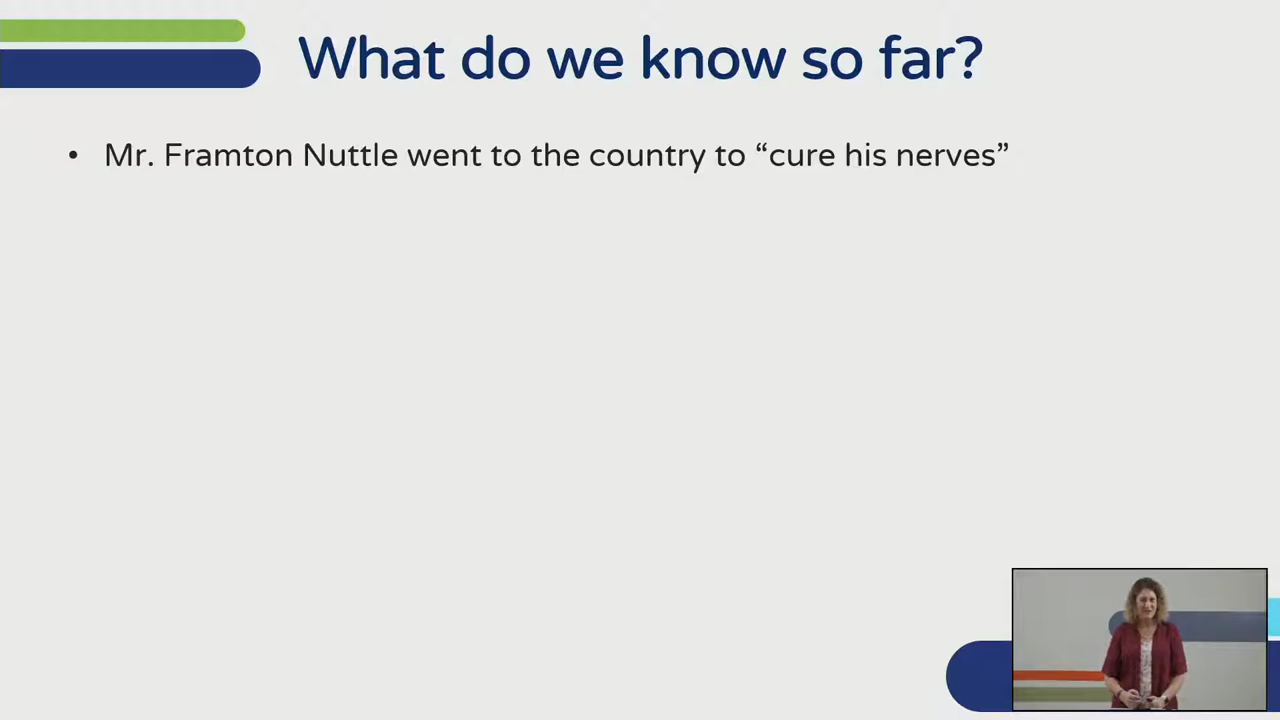 What do we know so far?
• Mr. Framton Nuttle went to the country to “cure his nerves”